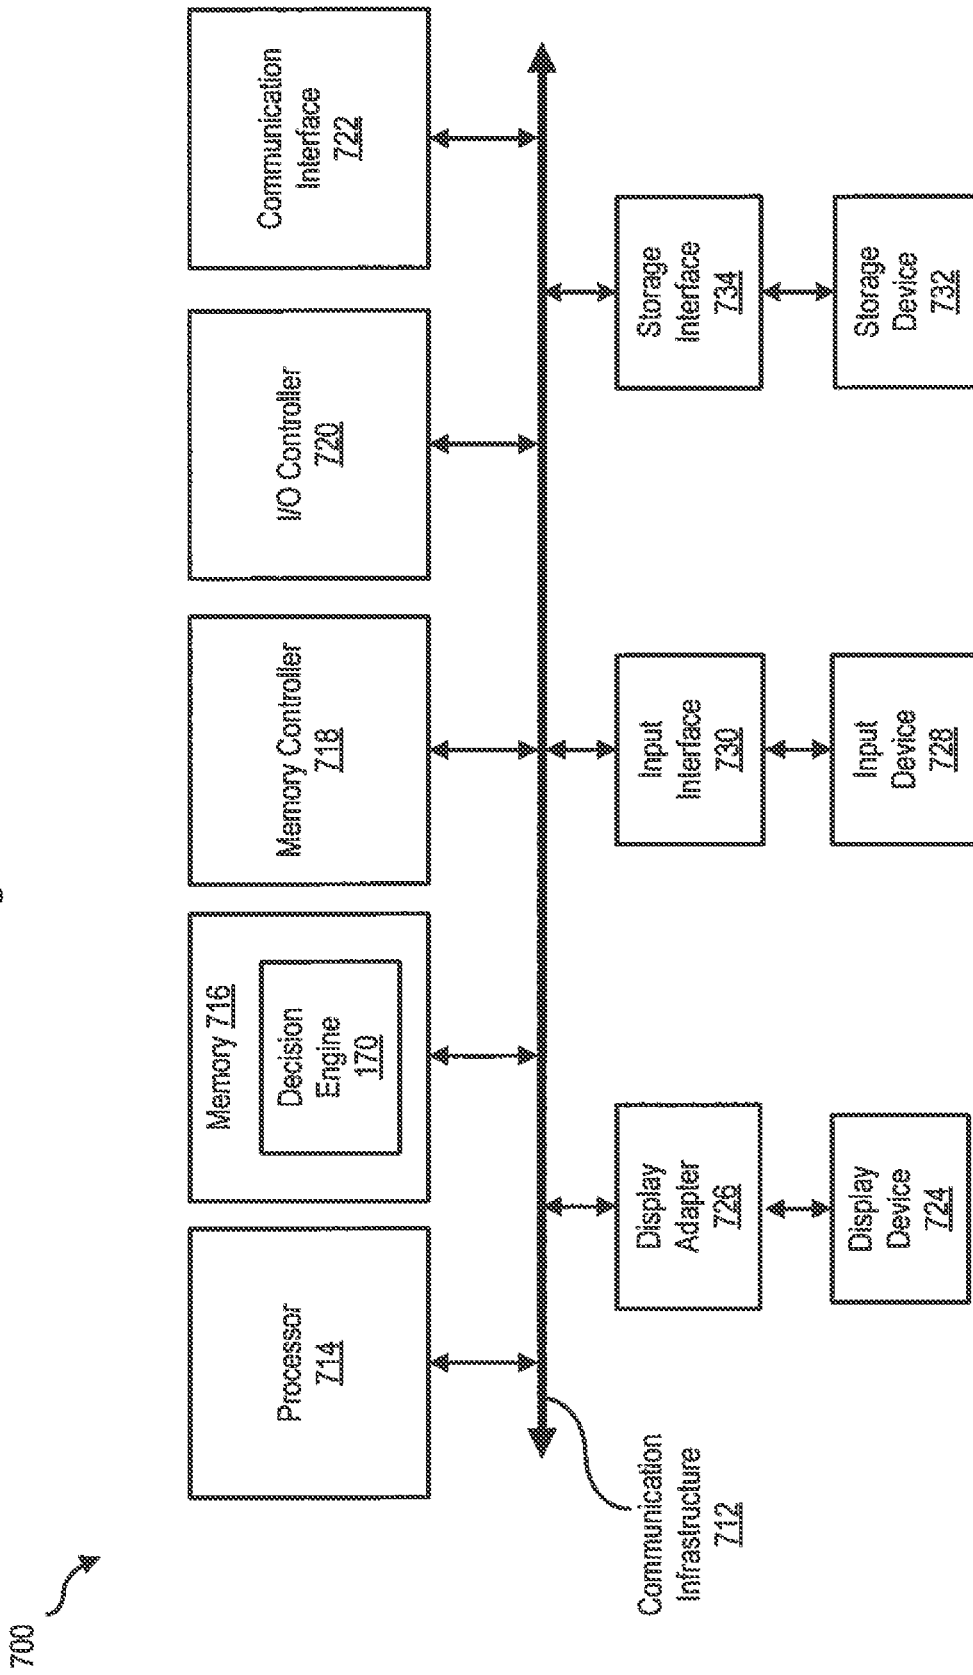 700
Processor
714
Memory 716
Decision
Engine
170
Memory Controller
718
I/O Controller
720
Communication
Interface
722
Communication
Infrastructure
712
Display
Adapter
726
Input
Interface
730
Storage
Interface
734
Display
Device
724
Input
Device
728
Storage
Device
732